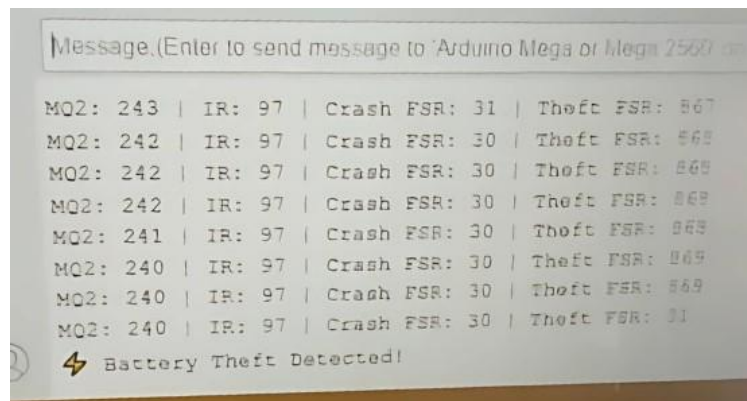 Message (Enter to send message to 'Arduino Mega or Mega 2560'
MQ2: 243 | IR: 97 | Crash FSR: 31 | Theft FSR: 867
MQ2: 242 | IR: 97 | Crash FSR: 30 | Theft FSR:
MQ2: 242 | IR: 97 | Crash FSR: 30 | Theft FSR:
MQ2: 242 | IR: 97 | Crash FSR: 30 | Theft FSR:
MQ2: 241 | IR: 97 | Crash FSR: 30 | Theft FSR:
MQ2: 240 | IR: 97 | Crash FSR: 30 | Theft FSR: 869
MQ2: 240 | IR: 97 | Crash FSR: 30 | Theft FSR: 869
MQ2: 240 | IR: 97 | Crash FSR: 30 | Theft FSR: 31
⚡ Battery Theft Detected!